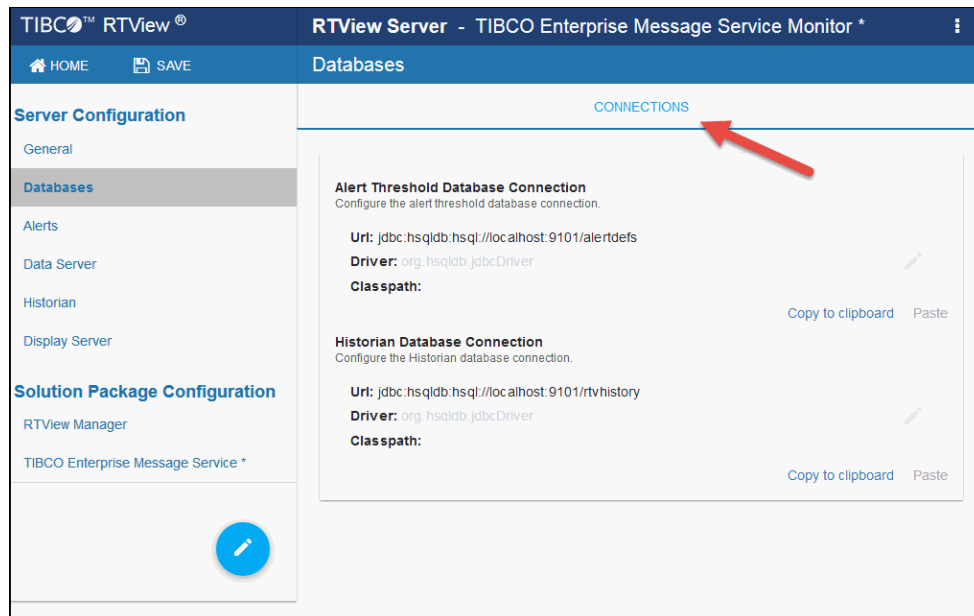 TIBCO™ RTView ®
RTView Server - TIBCO Enterprise Message Service Monitor *
HOME
SAVE
Databases
Server Configuration
General
Databases
Alerts
Data Server
Historian
Display Server
Solution Package Configuration
RTView Manager
TIBCO Enterprise Message Service *
CONNECTIONS
Alert Threshold Database Connection
Configure the alert threshold database connection.
Url: jdbc:hsqldb:hsql://localhost:9101/alertdefs
Driver: org.hsqldb.jdbcDriver
Classpath:
Copy to clipboard Paste
Historian Database Connection
Configure the Historian database connection.
Url: jdbc:hsqldb:hsql://localhost:9101/rtvhistory
Driver: org.hsqldb.jdbcDriver
Classpath:
Copy to clipboard Paste